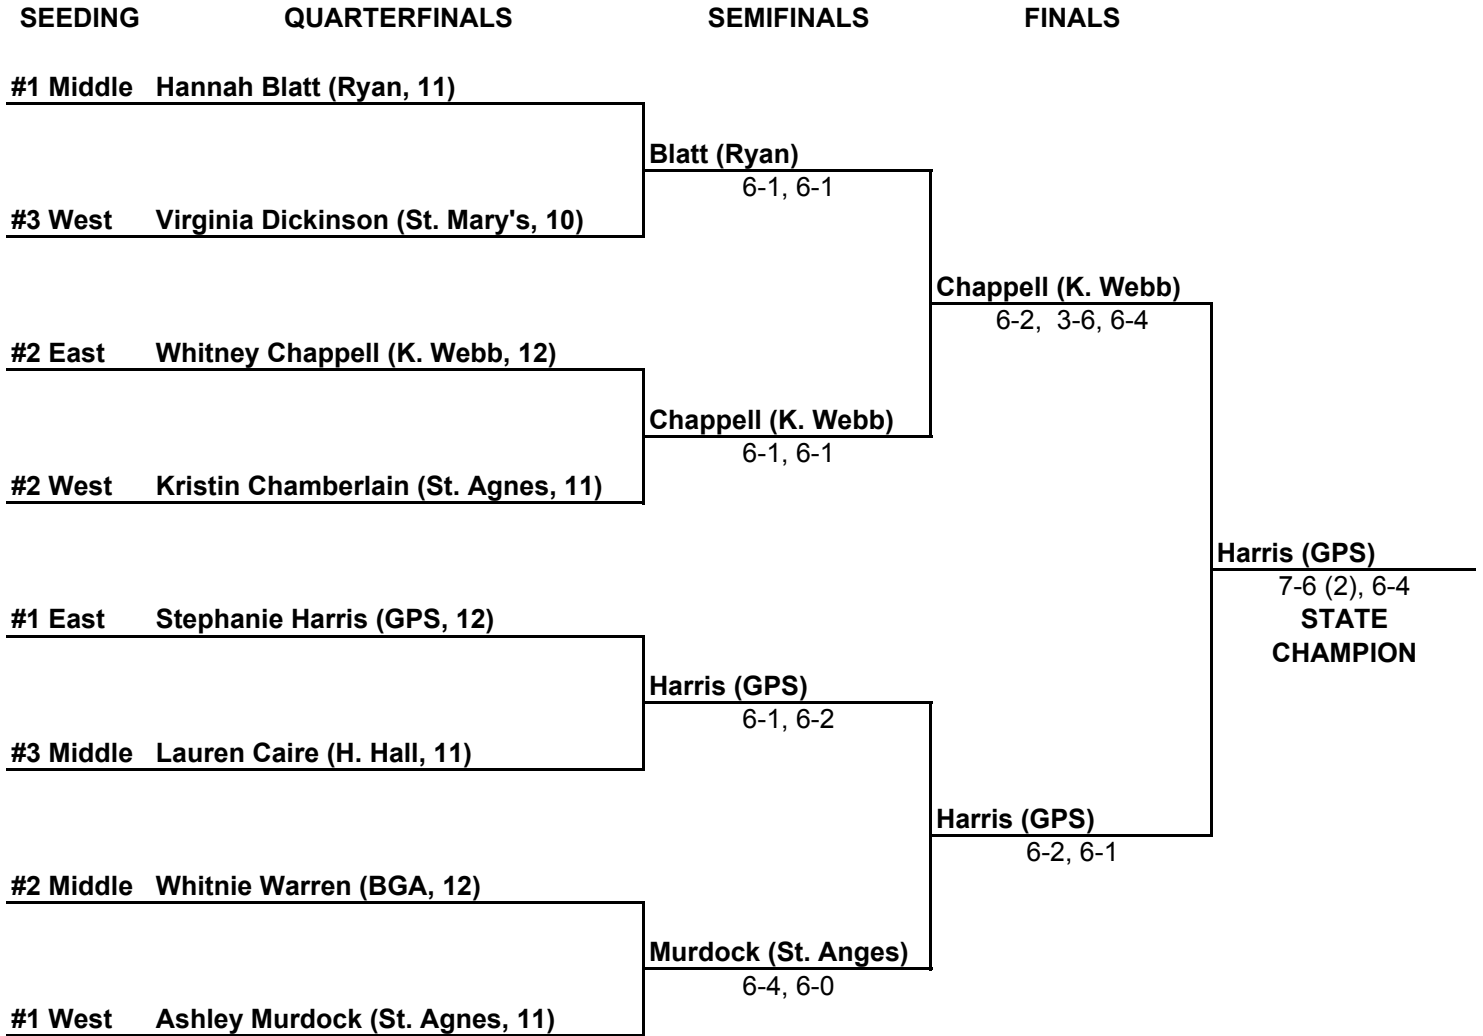 SEEDING QUARTERFINALS SEMIFINALS FINALS
#1 Middle Hannah Blatt (Ryan, 11)
Blatt (Ryan)
6-1, 6-1
#3 West Virginia Dickinson (St. Mary's, 10)
Chappell (K. Webb)
6-2, 3-6, 6-4
#2 East Whitney Chappell (K. Webb, 12)
Chappell (K. Webb)
6-1, 6-1
#2 West Kristin Chamberlain (St. Agnes, 11)
Harris (GPS)
7-6 (2), 6-4
STATE
CHAMPION
#1 East Stephanie Harris (GPS, 12)
Harris (GPS)
6-1, 6-2
#3 Middle Lauren Caire (H. Hall, 11)
Harris (GPS)
6-2, 6-1
#2 Middle Whitnie Warren (BGA, 12)
Murdock (St. Anges)
6-4, 6-0
#1 West Ashley Murdock (St. Agnes, 11)